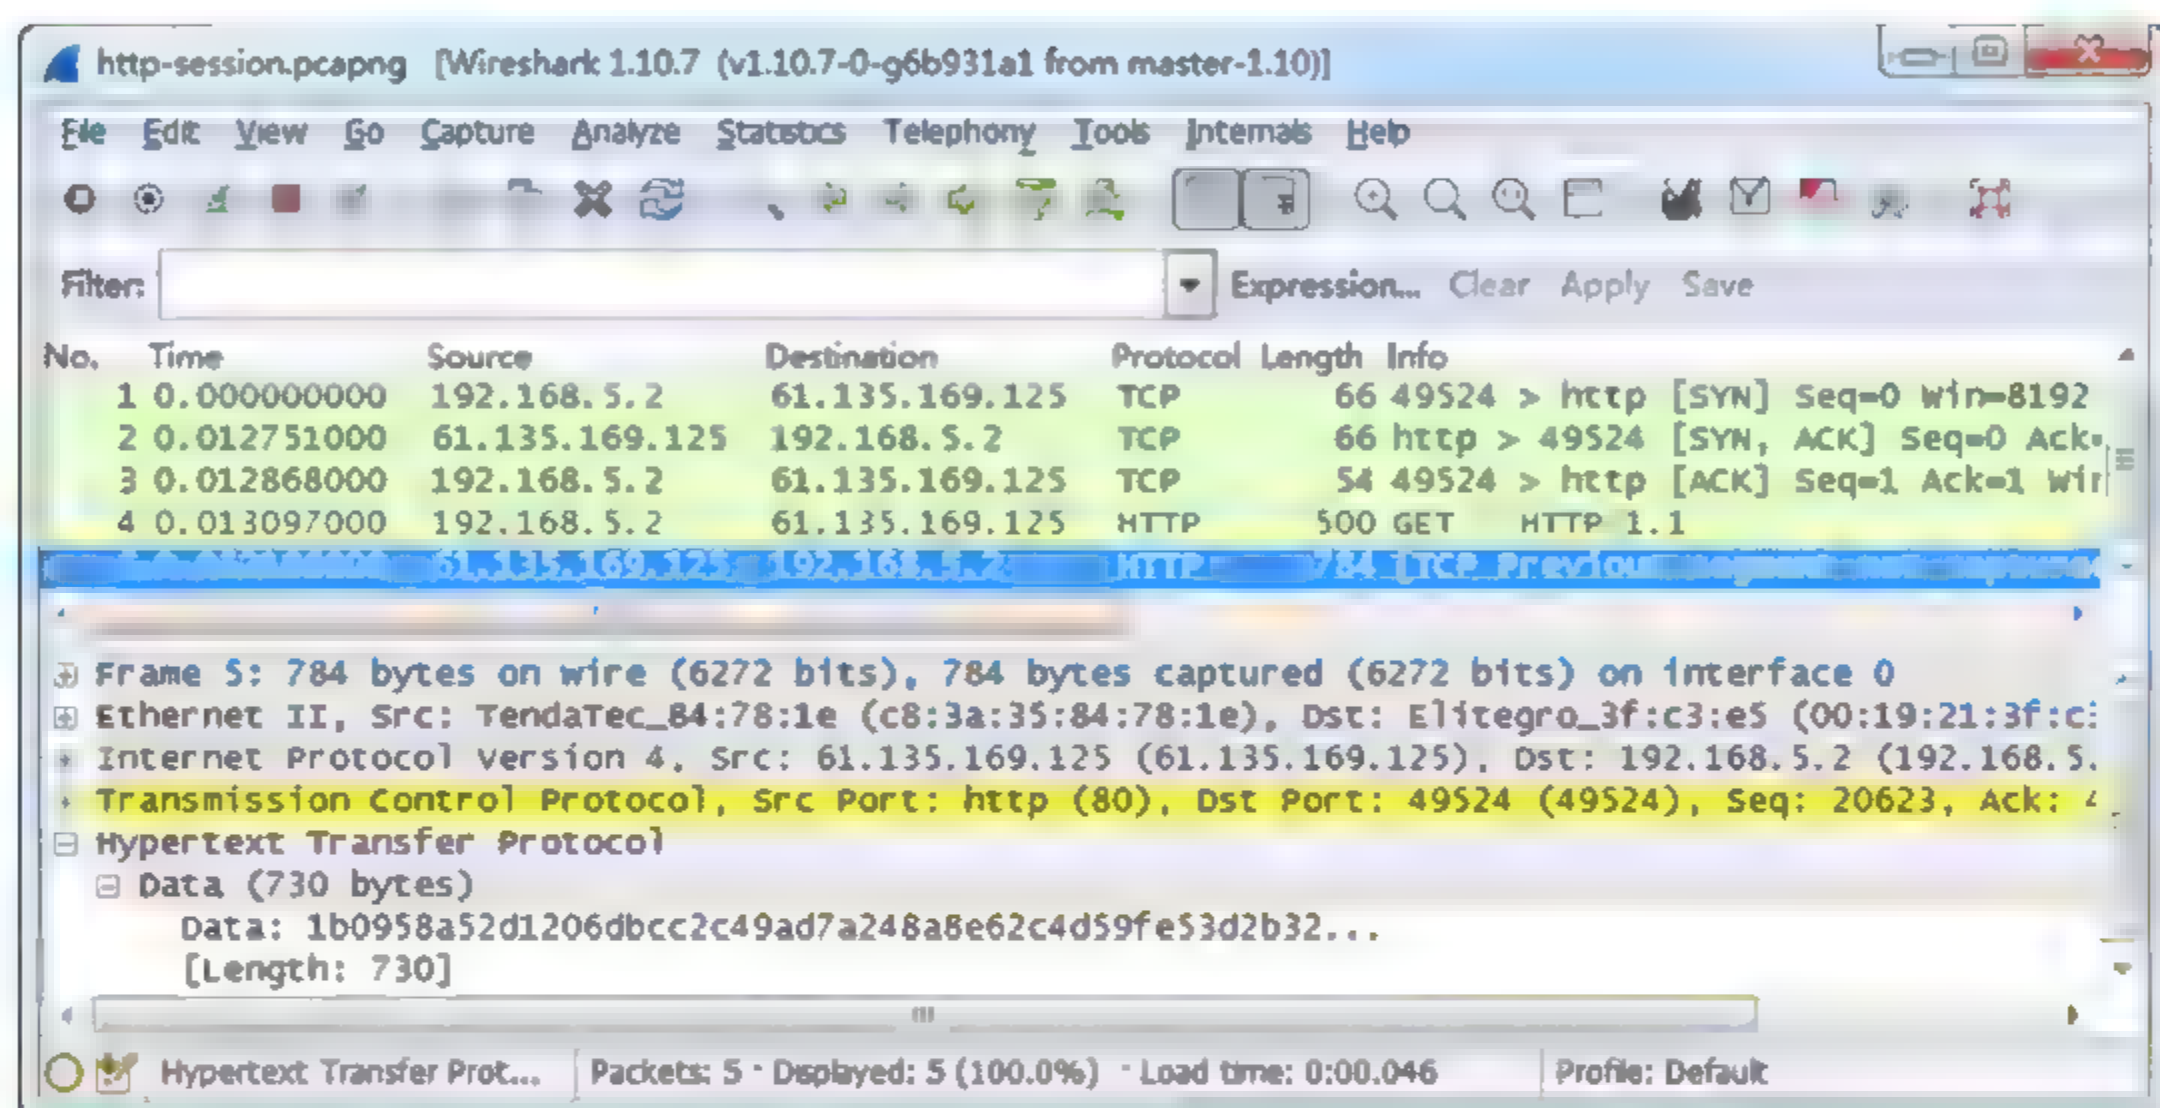 http-session.pcapng [Wireshark 1.10.7 (v1.10.7-0-g6b931a1 from master-1.10)]
File Edit View Go Capture Analyze Statistics Telephony Tools Internals Help
Filter: Expression... Clear Apply Save
No. Time Source Destination Protocol Length Info
1 0.000000000 192.168.5.2 61.135.169.125 TCP 66 49524 > http [SYN] Seq=0 Win=8192
2 0.012751000 61.135.169.125 192.168.5.2 TCP 66 http > 49524 [SYN, ACK] Seq=0 Ack=
3 0.012868000 192.168.5.2 61.135.169.125 TCP 54 49524 > http [ACK] Seq=1 Ack=1 Wir
4 0.013097000 192.168.5.2 61.135.169.125 HTTP 500 GET HTTP 1.1
61.135.169.125 192.168.5.2 HTTP 784 [TCP Previou
Frame 5: 784 bytes on wire (6272 bits), 784 bytes captured (6272 bits) on interface 0
Ethernet II, Src: TendaTec_84:78:1e (c8:3a:35:84:78:1e), Dst: Elitegro_3f:c3:e5 (00:19:21:3f:c3
Internet Protocol Version 4, Src: 61.135.169.125 (61.135.169.125), Dst: 192.168.5.2 (192.168.5.
Transmission Control Protocol, Src Port: http (80), Dst Port: 49524 (49524), Seq: 20623, Ack: 4
Hypertext Transfer Protocol
Data (730 bytes)
Data: 1b0958a52d1206dbcc2c49ad7a248a8e62c4d59fe53d2b32...
[Length: 730]
Hypertext Transfer Prot... Packets: 5 · Displayed: 5 (100.0%) · Load time: 0:00.046 Profile: Default